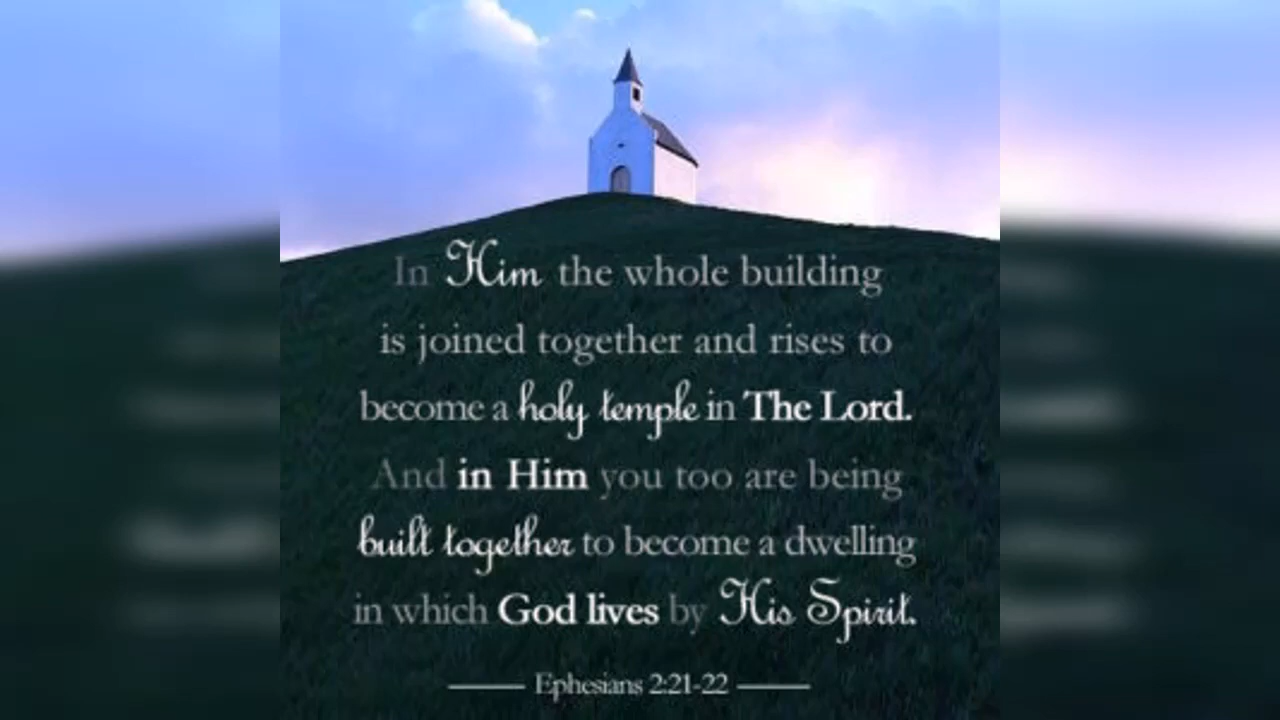 In Him the whole building
is joined together and rises to
become a holy temple in The Lord.
And in Him you too are being
built together to become a dwelling
in which God lives by His Spirit.
Ephesians 2:21-22